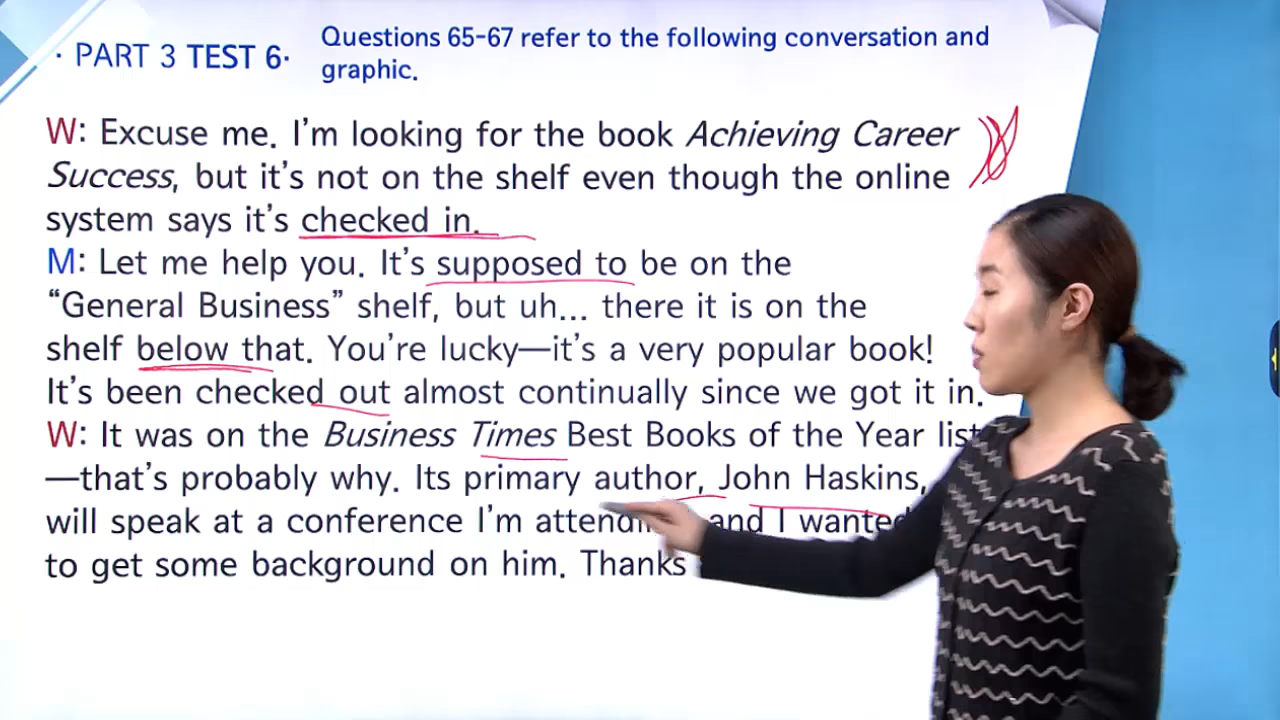 · PART 3 TEST 6·
Questions 65-67 refer to the following conversation and
graphic.
W: Excuse me. I'm looking for the book Achieving Career
Success, but it's not on the shelf even though the online
system says it's checked in.
M: Let me help you. It's supposed to be on the
“General Business” shelf, but uh... there it is on the
shelf below that. You're lucky—it's a very popular book!
It's been checked out almost continually since we got it in.
W: It was on the Business Times Best Books of the Year list
—that's probably why. Its primary author, John Haskins,
will speak at a conference I'm and I wanted
to get some background on him. Thanks